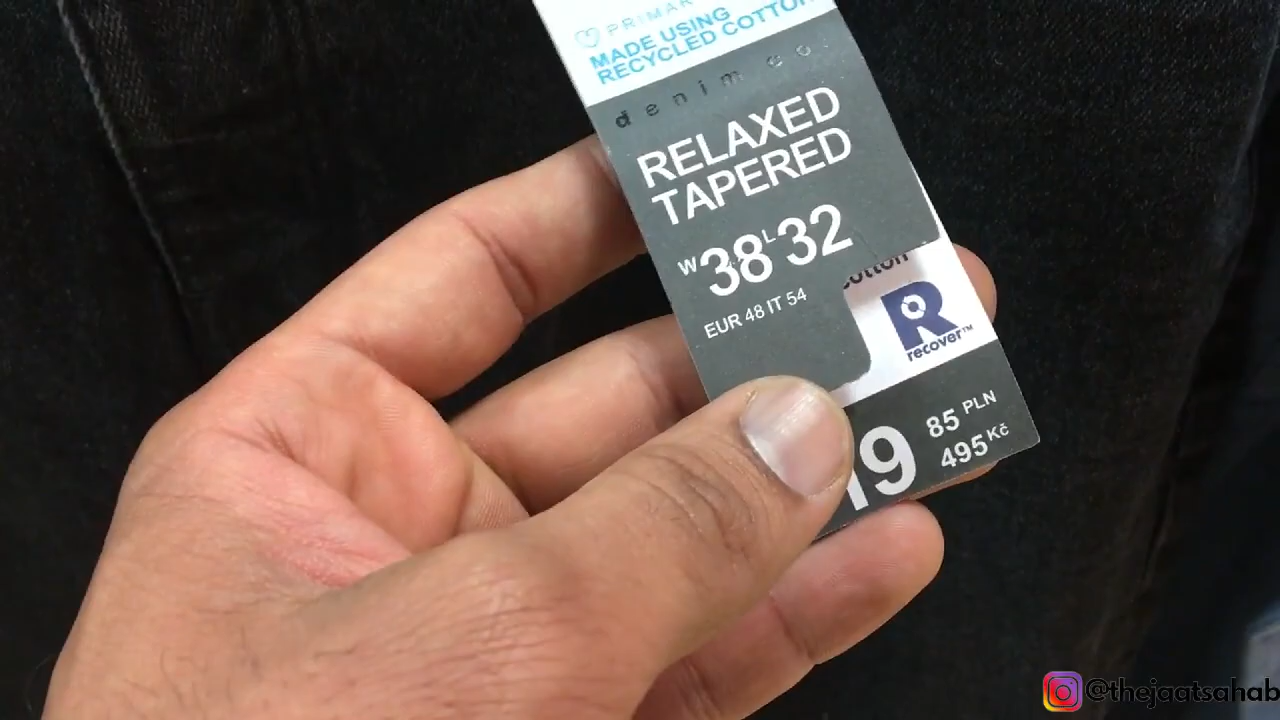 PRIMAR
MADE USING
RECYCLED COTTON
denim co
RELAXED
TAPERED
W38 L32
EUR 48 IT 54
cotton
R
recover™
19
85 PLN
495 Kč
@thejaatsahab